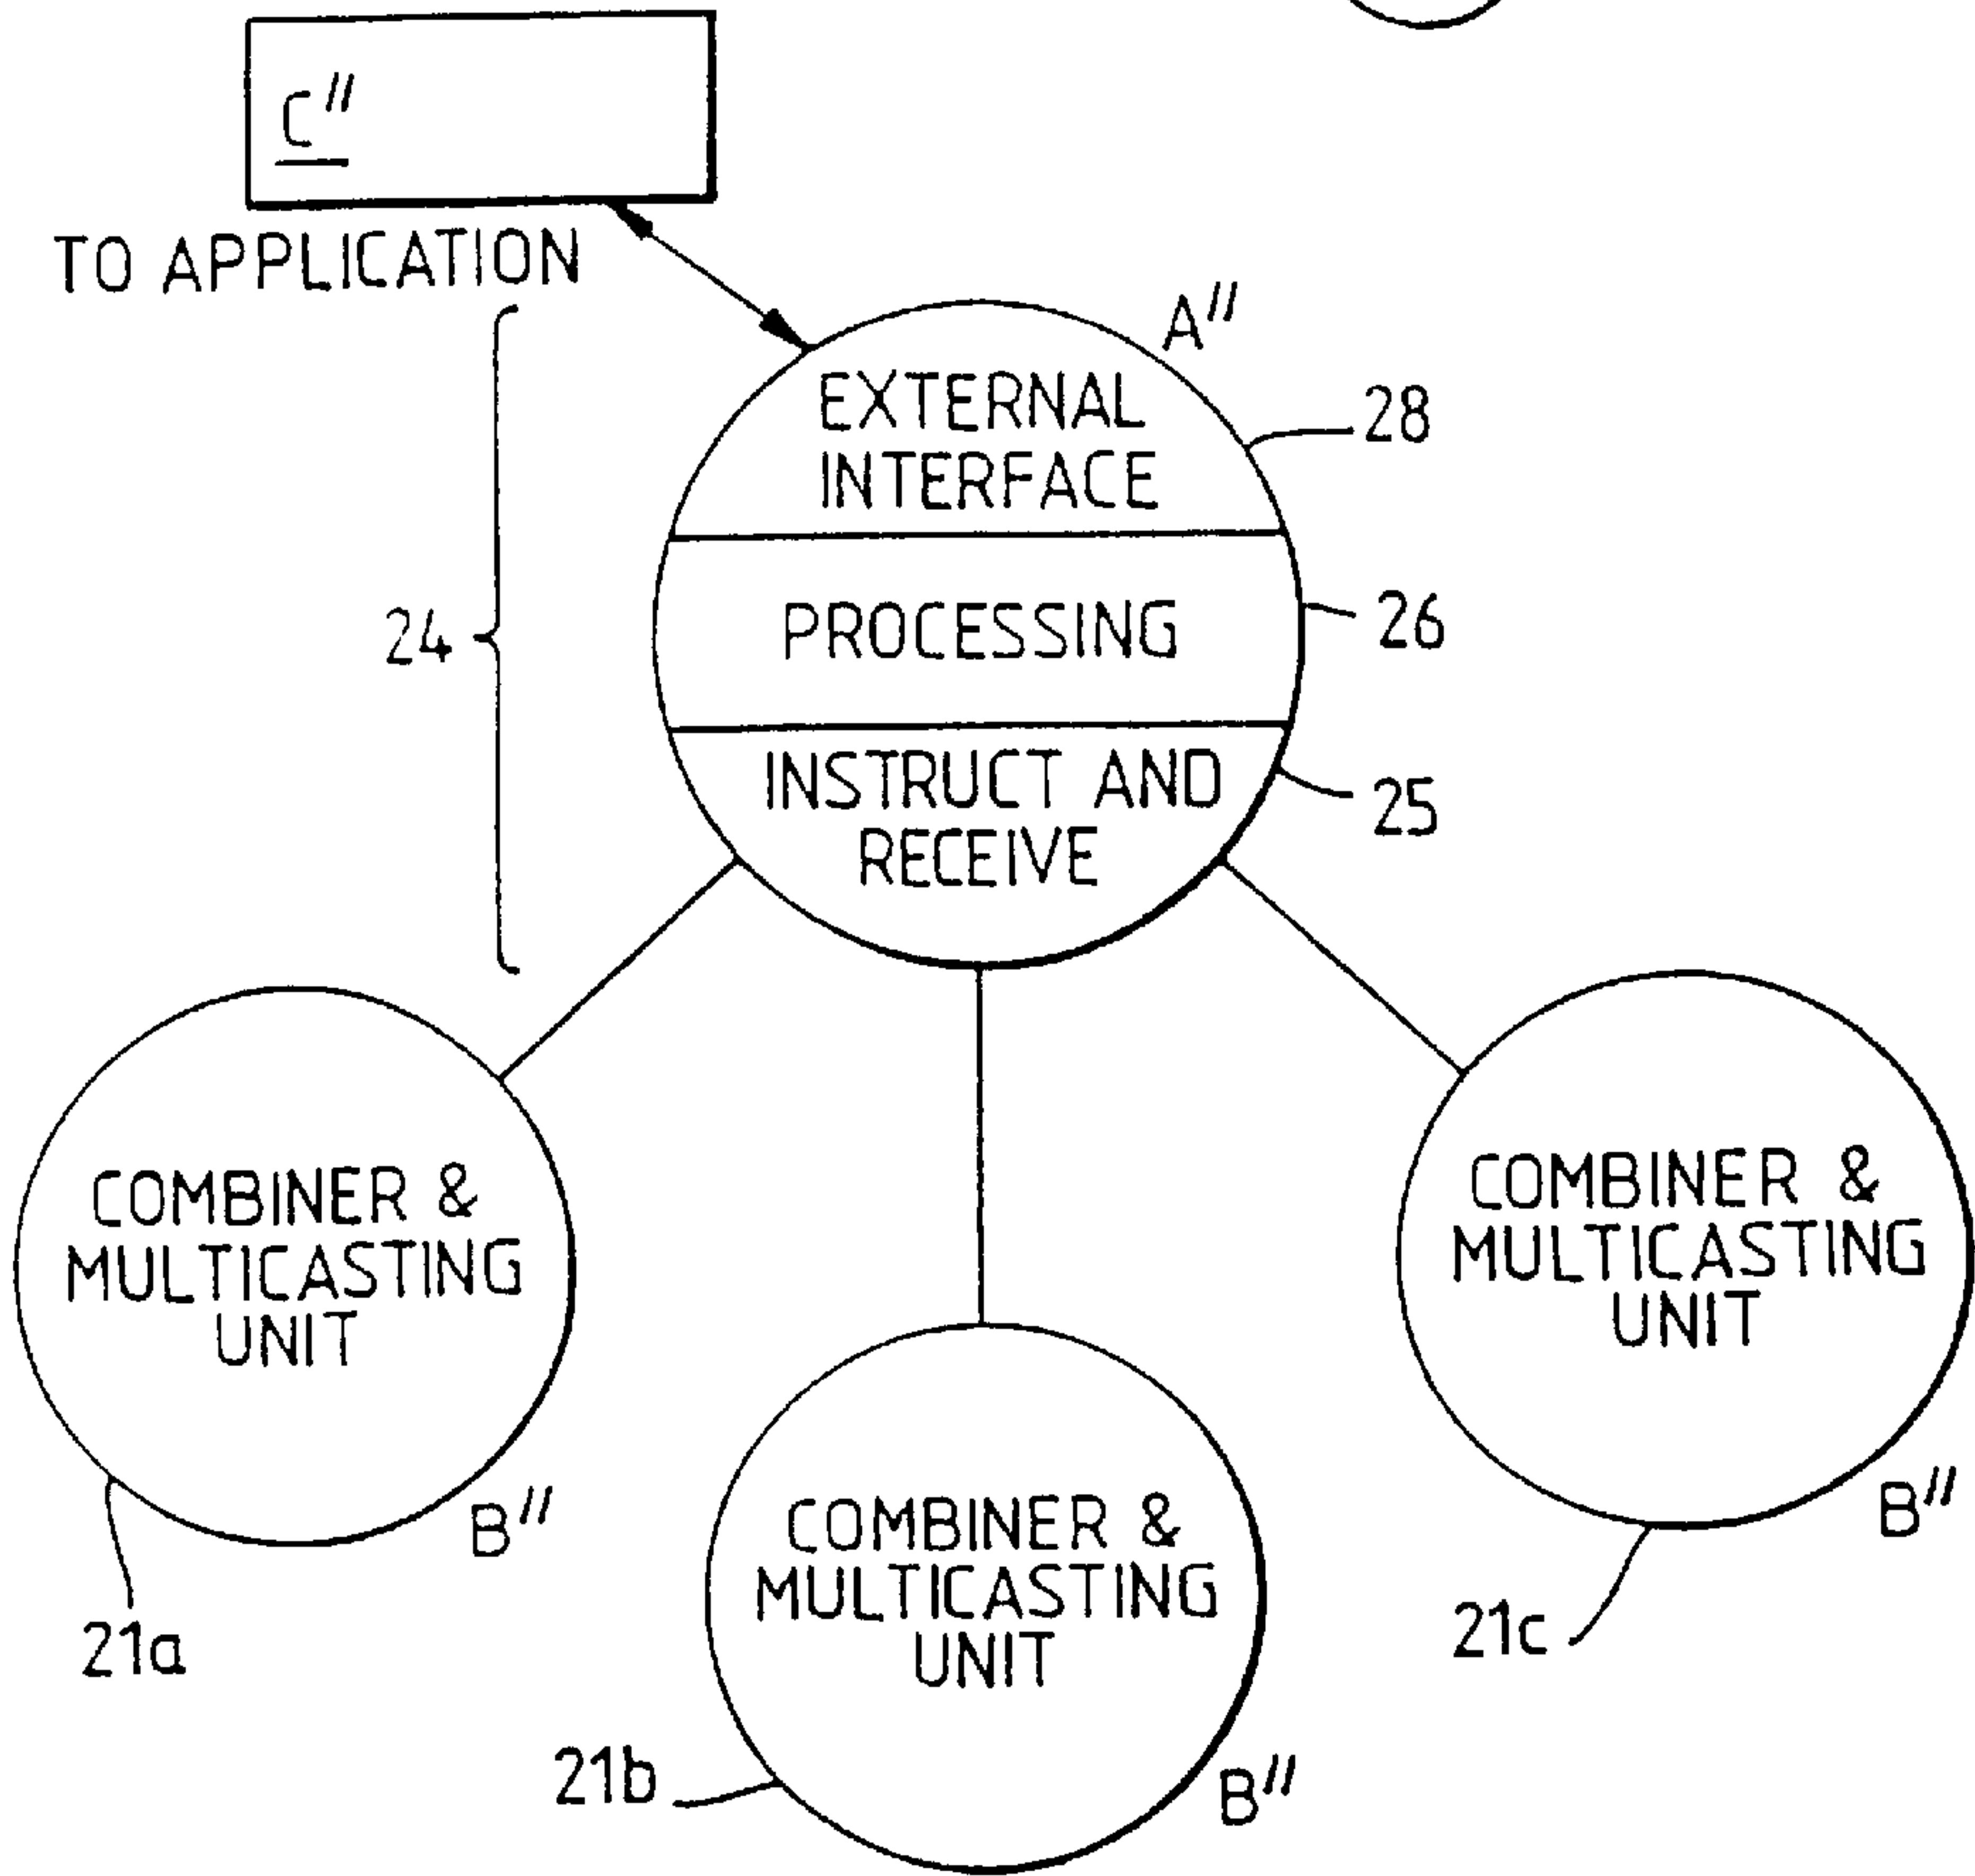 C″
TO APPLICATION
A″
EXTERNAL
INTERFACE
28
24
PROCESSING
26
INSTRUCT AND
RECEIVE
25
COMBINER &
MULTICASTING
UNIT
B″
21a
COMBINER &
MULTICASTING
UNIT
B″
21b
COMBINER &
MULTICASTING
UNIT
B″
21c